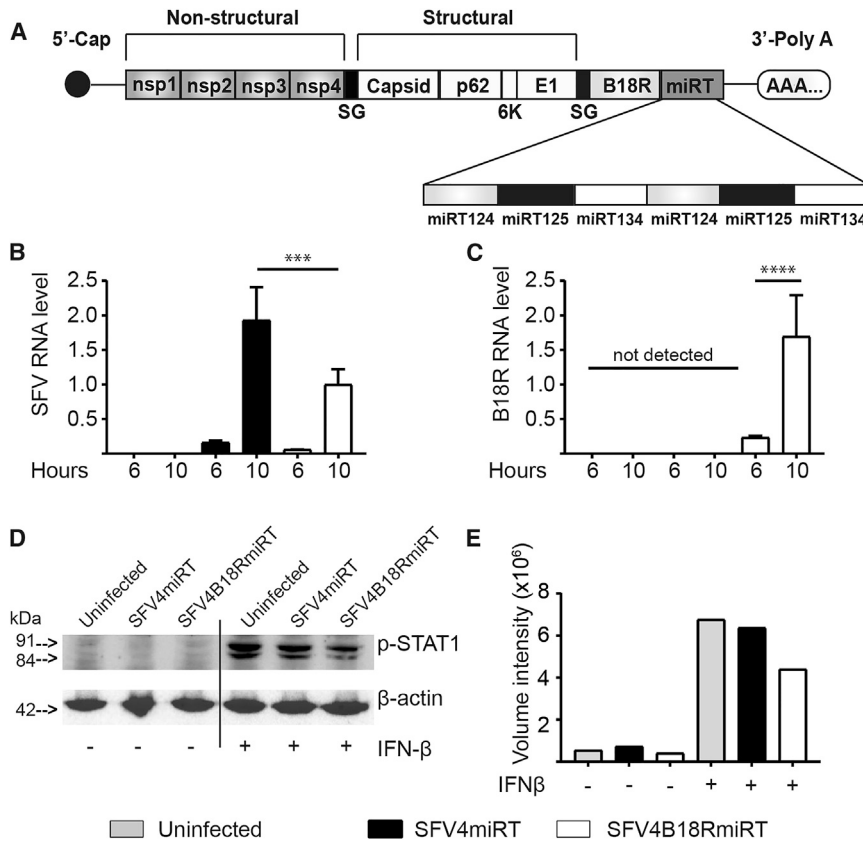 A
Non-structural
Structural
5'-Cap
3'-Poly A
nsp1 nsp2 nsp3 nsp4 Capsid p62 E1 B18R miRT AAA...
SG 6K SG
miRT124 miRT125 miRT134 miRT124 miRT125 miRT134
B
SFV RNA level
2.5
2.0
1.5
1.0
0.5
***
Hours 6 10 6 10 6 10
C
B18R RNA level
2.5
2.0
1.5
1.0
0.5
not detected
****
Hours 6 10 6 10 6 10
D
Uninfected
SFV4miRT
SFV4B18RmiRT
Uninfected
SFV4miRT
SFV4B18RmiRT
kDa
91-->
84-->
p-STAT1
42-->
β-actin
- - - + + + IFN-β
E
Volume intensity (x10⁶)
8
6
4
2
IFNβ - - - + + +
Uninfected SFV4miRT SFV4B18RmiRT